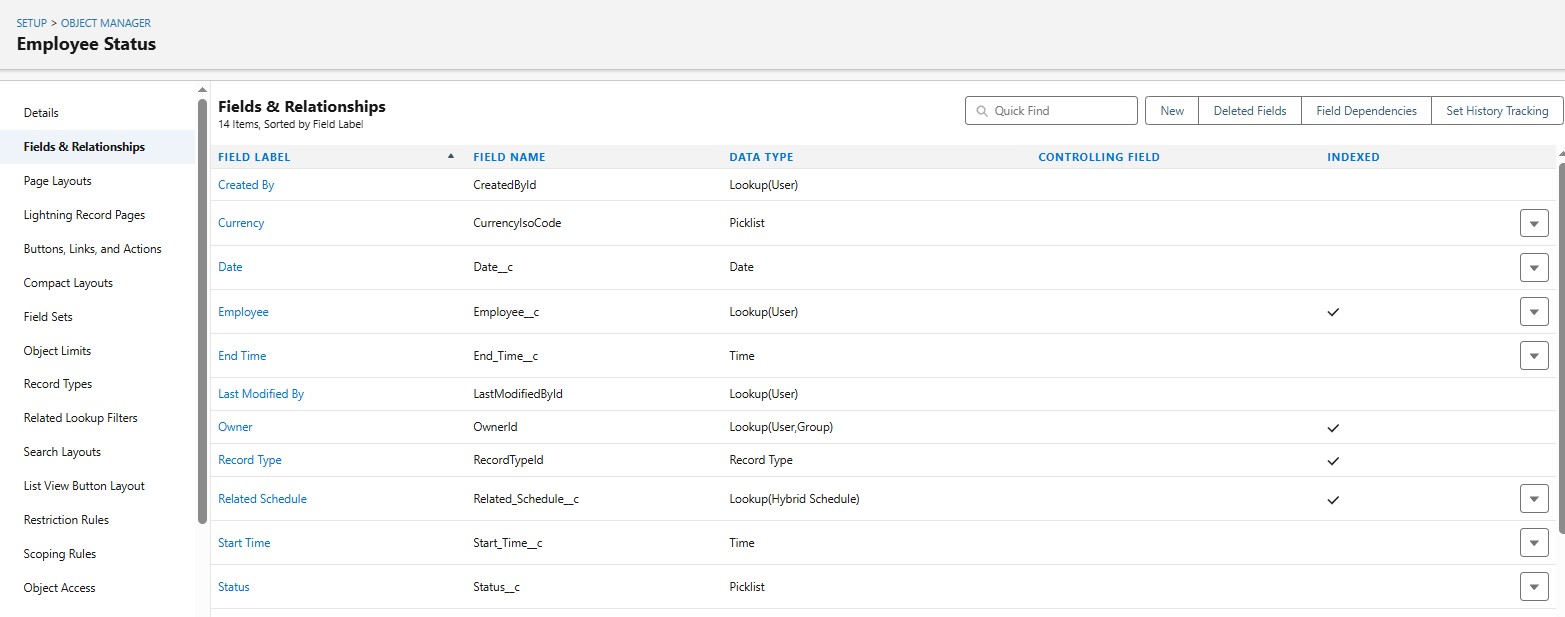 SETUP > OBJECT MANAGER
Employee Status
Details
Fields & Relationships
Page Layouts
Lightning Record Pages
Buttons, Links, and Actions
Compact Layouts
Field Sets
Object Limits
Record Types
Related Lookup Filters
Search Layouts
List View Button Layout
Restriction Rules
Scoping Rules
Object Access
Fields & Relationships
14 Items, Sorted by Field Label
Quick Find
New
Deleted Fields
Field Dependencies
Set History Tracking
FIELD LABEL FIELD NAME DATA TYPE CONTROLLING FIELD INDEXED
Created By CreatedById Lookup(User)
Currency CurrencyIsoCode Picklist
Date Date__c Date
Employee Employee__c Lookup(User)
End Time End_Time__c Time
Last Modified By LastModifiedById Lookup(User)
Owner OwnerId Lookup(User,Group)
Record Type RecordTypeId Record Type
Related Schedule Related_Schedule__c Lookup(Hybrid Schedule)
Start Time Start_Time__c Time
Status Status__c Picklist